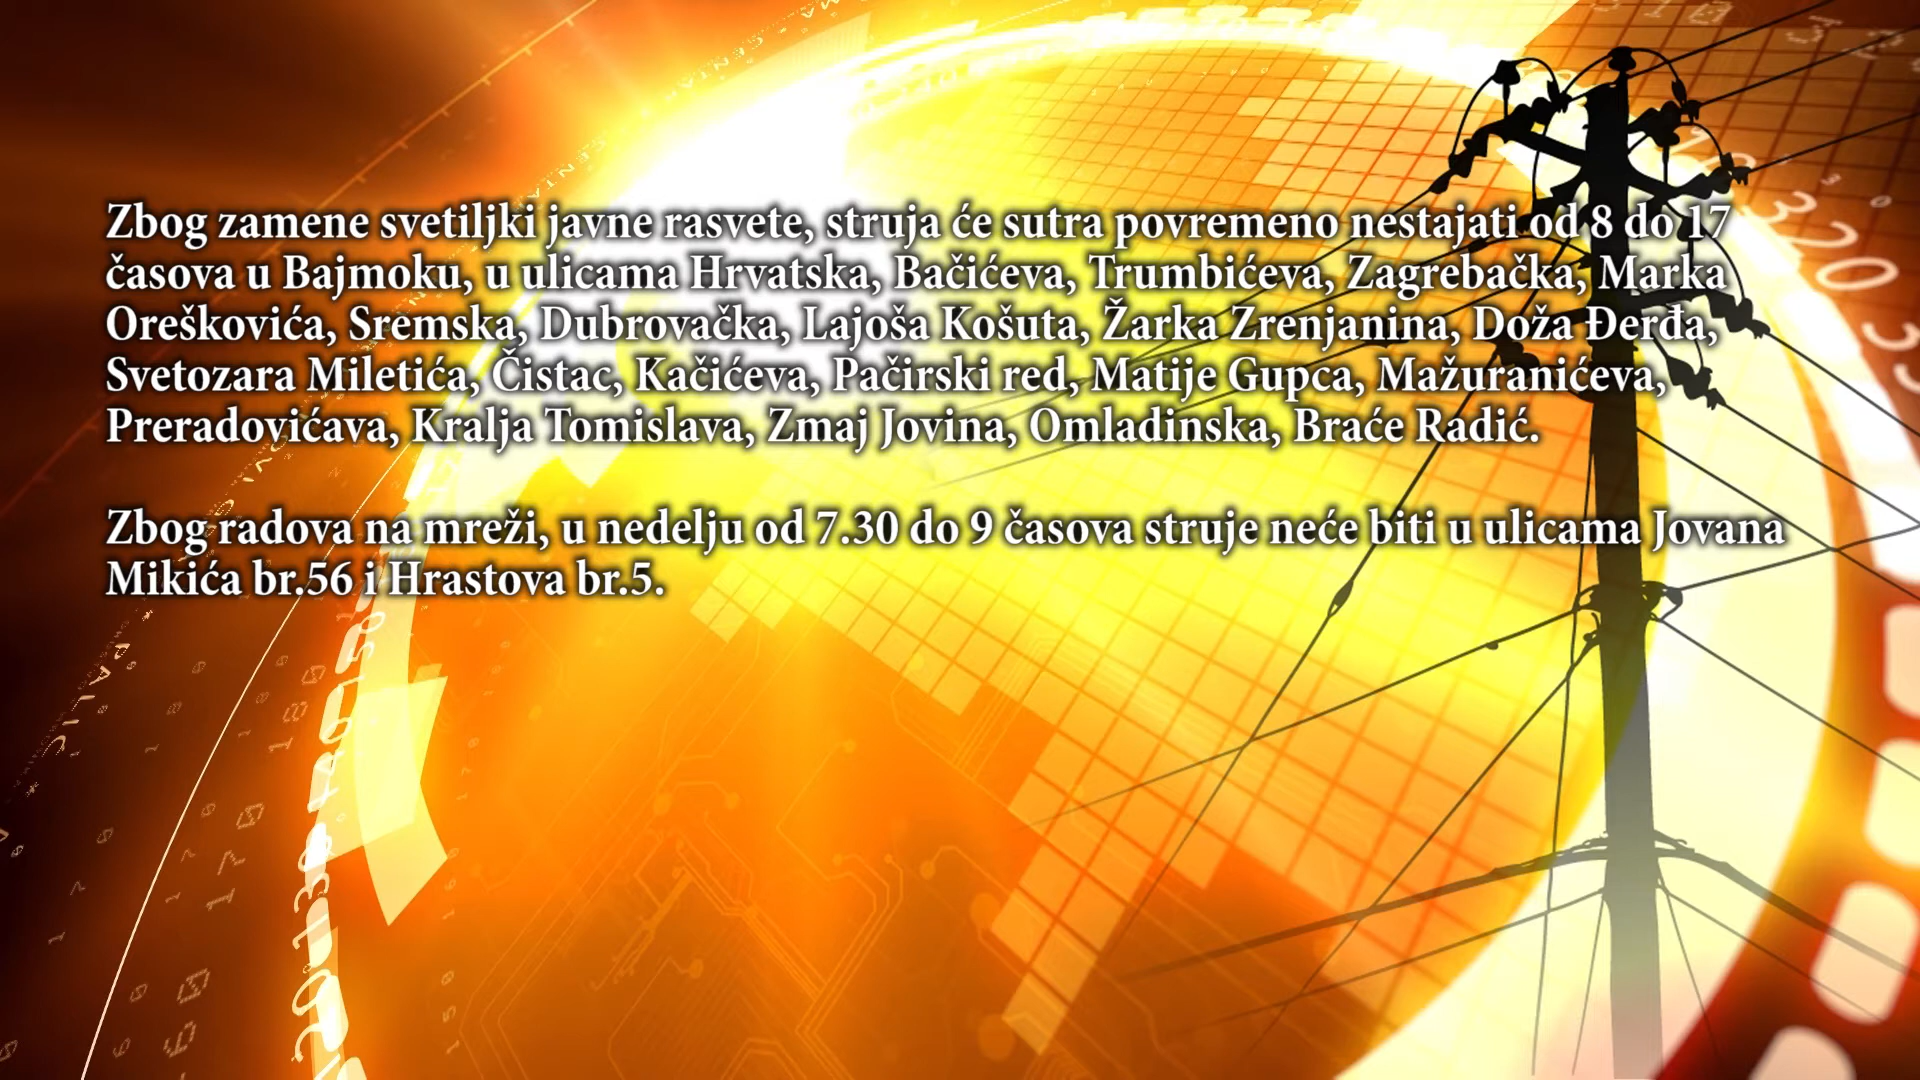 Zbog zamene svetiljki javne rasvete, struja će sutra povremeno nestajati od 8 do 17
časova u Bajmoku, u ulicama Hrvatska, Bačićeva, Trumbićeva, Zagrebačka, Marka
Oreškovića, Sremska, Dubrovačka, Lajoša Košuta, Žarka Zrenjanina, Doža Đerđa,
Svetozara Miletića, Čistac, Kačićeva, Pačirski red, Matije Gupca, Mažuranićeva,
Preradovićava, Kralja Tomislava, Zmaj Jovina, Omladinska, Braće Radić.
Zbog radova na mreži, u nedelju od 7.30 do 9 časova struje neće biti u ulicama Jovana
Mikića br.56 i Hrastova br.5.